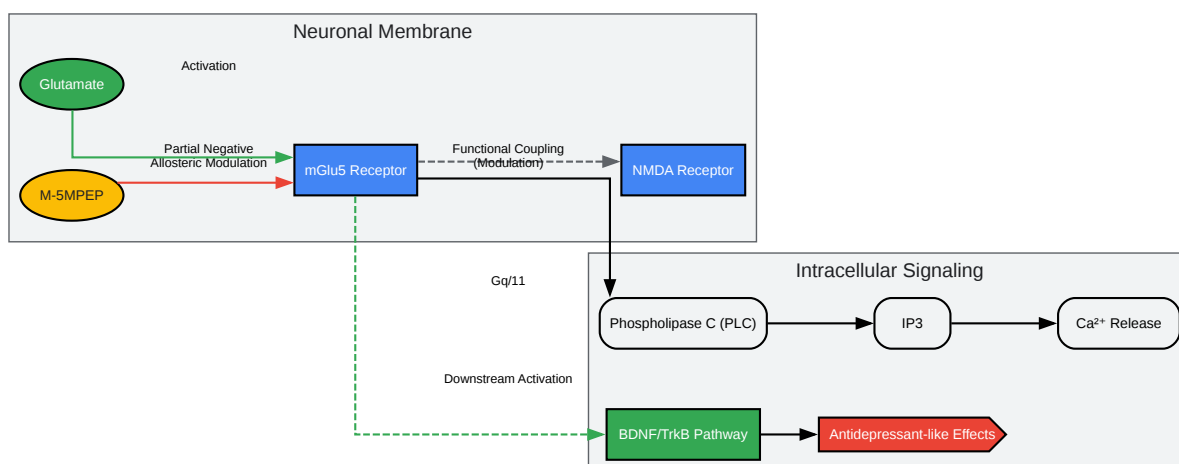 Neuronal Membrane
Activation
Glutamate
Partial Negative
Allosteric Modulation
mGlu5 Receptor
Functional Coupling
(Modulation)
NMDA Receptor
M-5MPEP
Intracellular Signaling
Gq/11
Phospholipase C (PLC)
IP3
Ca²⁺ Release
Downstream Activation
BDNF/TrkB Pathway
Antidepressant-like Effects